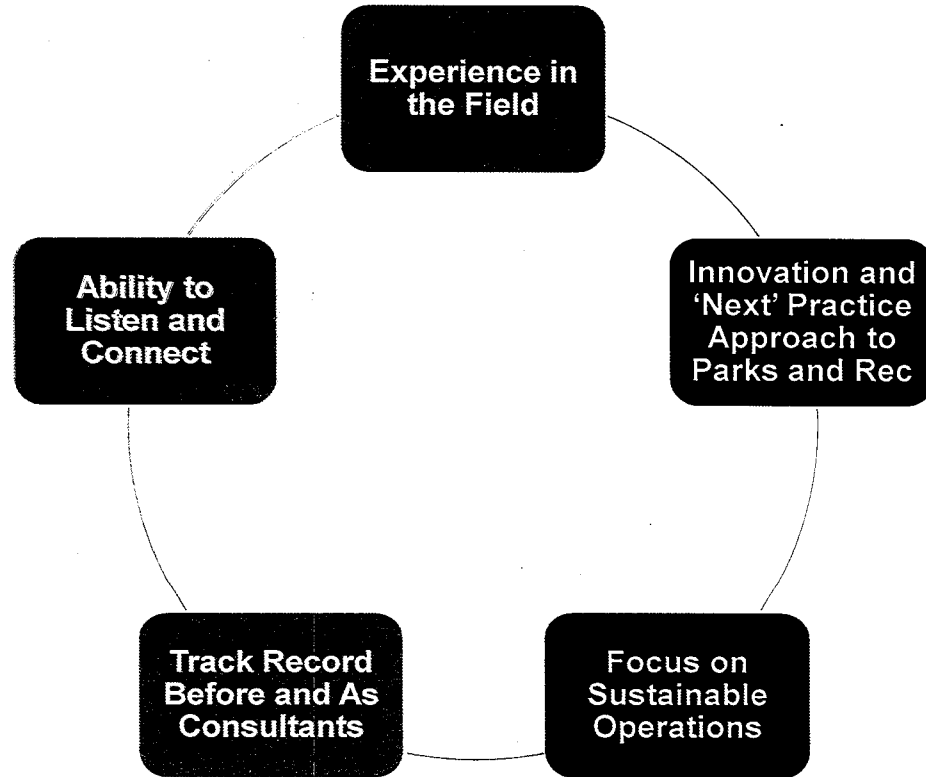 Experience in
the Field
Innovation and
‘Next’ Practice
Approach to
Parks and Rec
Focus on
Sustainable
Operations
Track Record
Before and As
Consultants
Ability to
Listen and
Connect